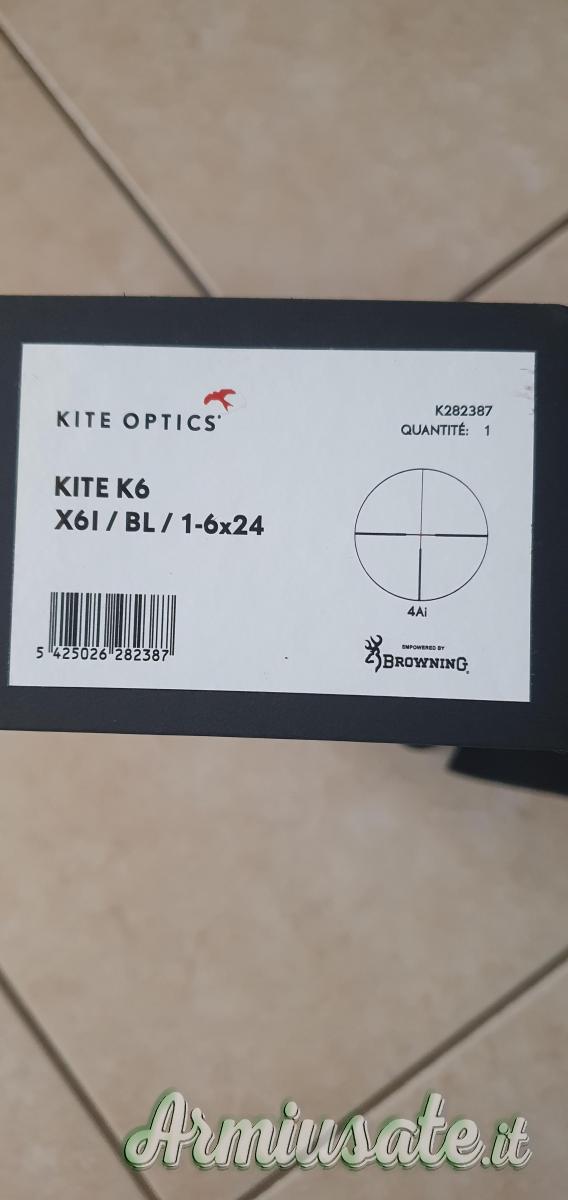 KITE OPTICS
K282387
QUANTITÉ: 1
KITE K6
X6I / BL / 1-6x24
4Ai
5 425026 282387
EMPOWERED BY
BROWNING®
Armiusate.it